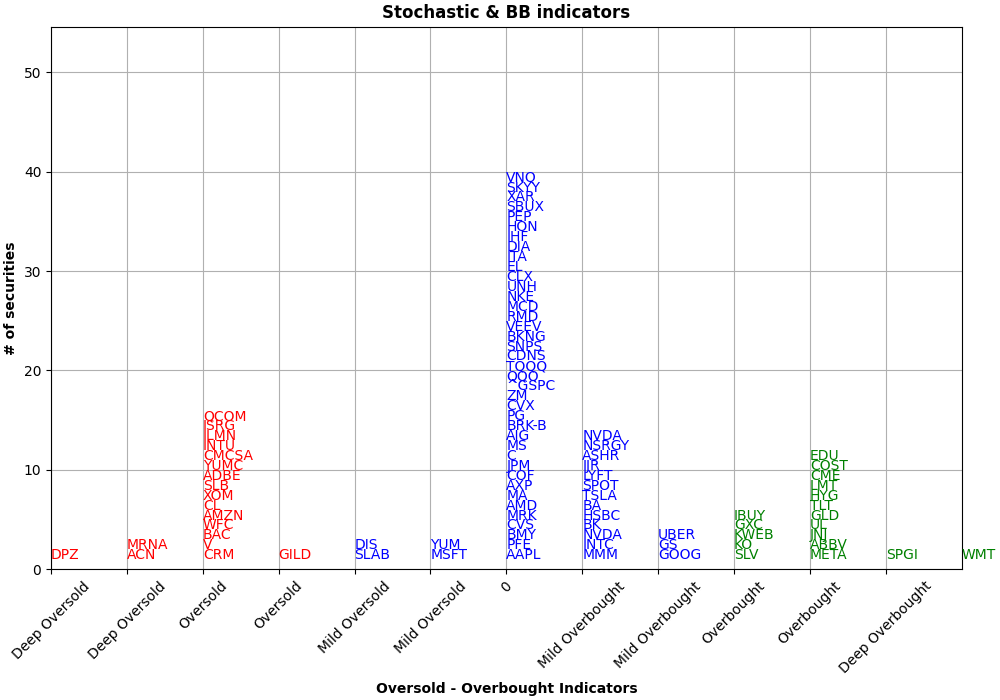 Stochastic & BB indicators
# of securities
50
40
30
20
10
0
DPZ
MRNA
ACN
QCOM
ISRG
ILMN
INTU
CMCSA
YUMC
ADBE
SLB
XOM
CL
AMZN
WFC
BAC
V
CRM
GILD
DIS
SLAB
YUM
MSFT
VNQ
SKYY
XAR
SBUX
PEP
HON
IHF
DIA
ITA
EL
CLX
UNH
NKE
MCD
RMD
VEEV
BKNG
SNPS
CDNS
TQQQ
QQQ
^GSPC
ZM
CVX
PG
BRK-B
AIG
MS
C
JPM
COF
AXP
MA
AMD
MRK
CVS
BMY
PFE
AAPL
NVDA
NSRGY
ASHR
JJR
LYFT
SPOT
TSLA
BA
HSBC
BK
NVDA
INTC
MMM
UBER
GS
GOOG
IBUY
GXC
KWEB
KO
SLV
EDU
COST
CME
LMT
HYG
TLT
GLD
UL
JNJ
ABBV
META
SPGI
WMT
Deep Oversold
Deep Oversold
Oversold
Oversold
Mild Oversold
Mild Oversold
0
Mild Overbought
Mild Overbought
Overbought
Overbought
Deep Overbought
Oversold - Overbought Indicators